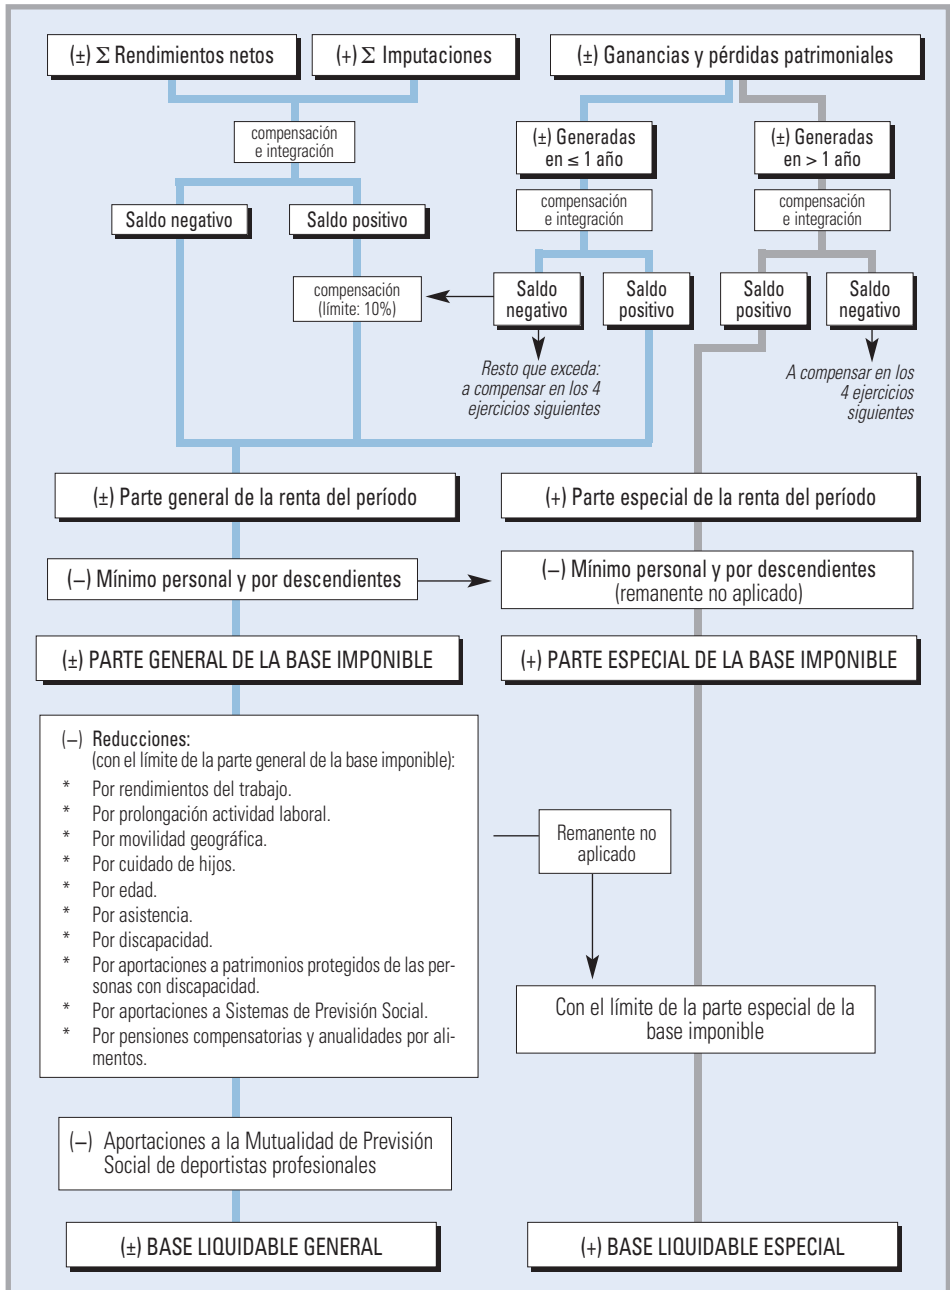 (±) Σ Rendimientos netos
(+) Σ Imputaciones
(±) Ganancias y pérdidas patrimoniales
compensación
e integración
(±) Generadas
en ≤ 1 año
(±) Generadas
en > 1 año
Saldo negativo
Saldo positivo
compensación
e integración
compensación
e integración
compensación
(límite: 10%)
Saldo
negativo
Saldo
positivo
Saldo
positivo
Saldo
negativo
Resto que exceda:
a compensar en los 4
ejercicios siguientes
A compensar en los
4 ejercicios
siguientes
(±) Parte general de la renta del período
(+) Parte especial de la renta del período
(−) Mínimo personal y por descendientes
(−) Mínimo personal y por descendientes
(remanente no aplicado)
(±) PARTE GENERAL DE LA BASE IMPONIBLE
(+) PARTE ESPECIAL DE LA BASE IMPONIBLE
(−) Reducciones:
(con el límite de la parte general de la base imponible):
* Por rendimientos del trabajo.
* Por prolongación actividad laboral.
* Por movilidad geográfica.
* Por cuidado de hijos.
* Por edad.
* Por asistencia.
* Por discapacidad.
* Por aportaciones a patrimonios protegidos de las per-
sonas con discapacidad.
* Por aportaciones a Sistemas de Previsión Social.
* Por pensiones compensatorias y anualidades por ali-
mentos.
Remanente no
aplicado
Con el límite de la parte especial de la
base imponible
(−) Aportaciones a la Mutualidad de Previsión
Social de deportistas profesionales
(±) BASE LIQUIDABLE GENERAL
(+) BASE LIQUIDABLE ESPECIAL